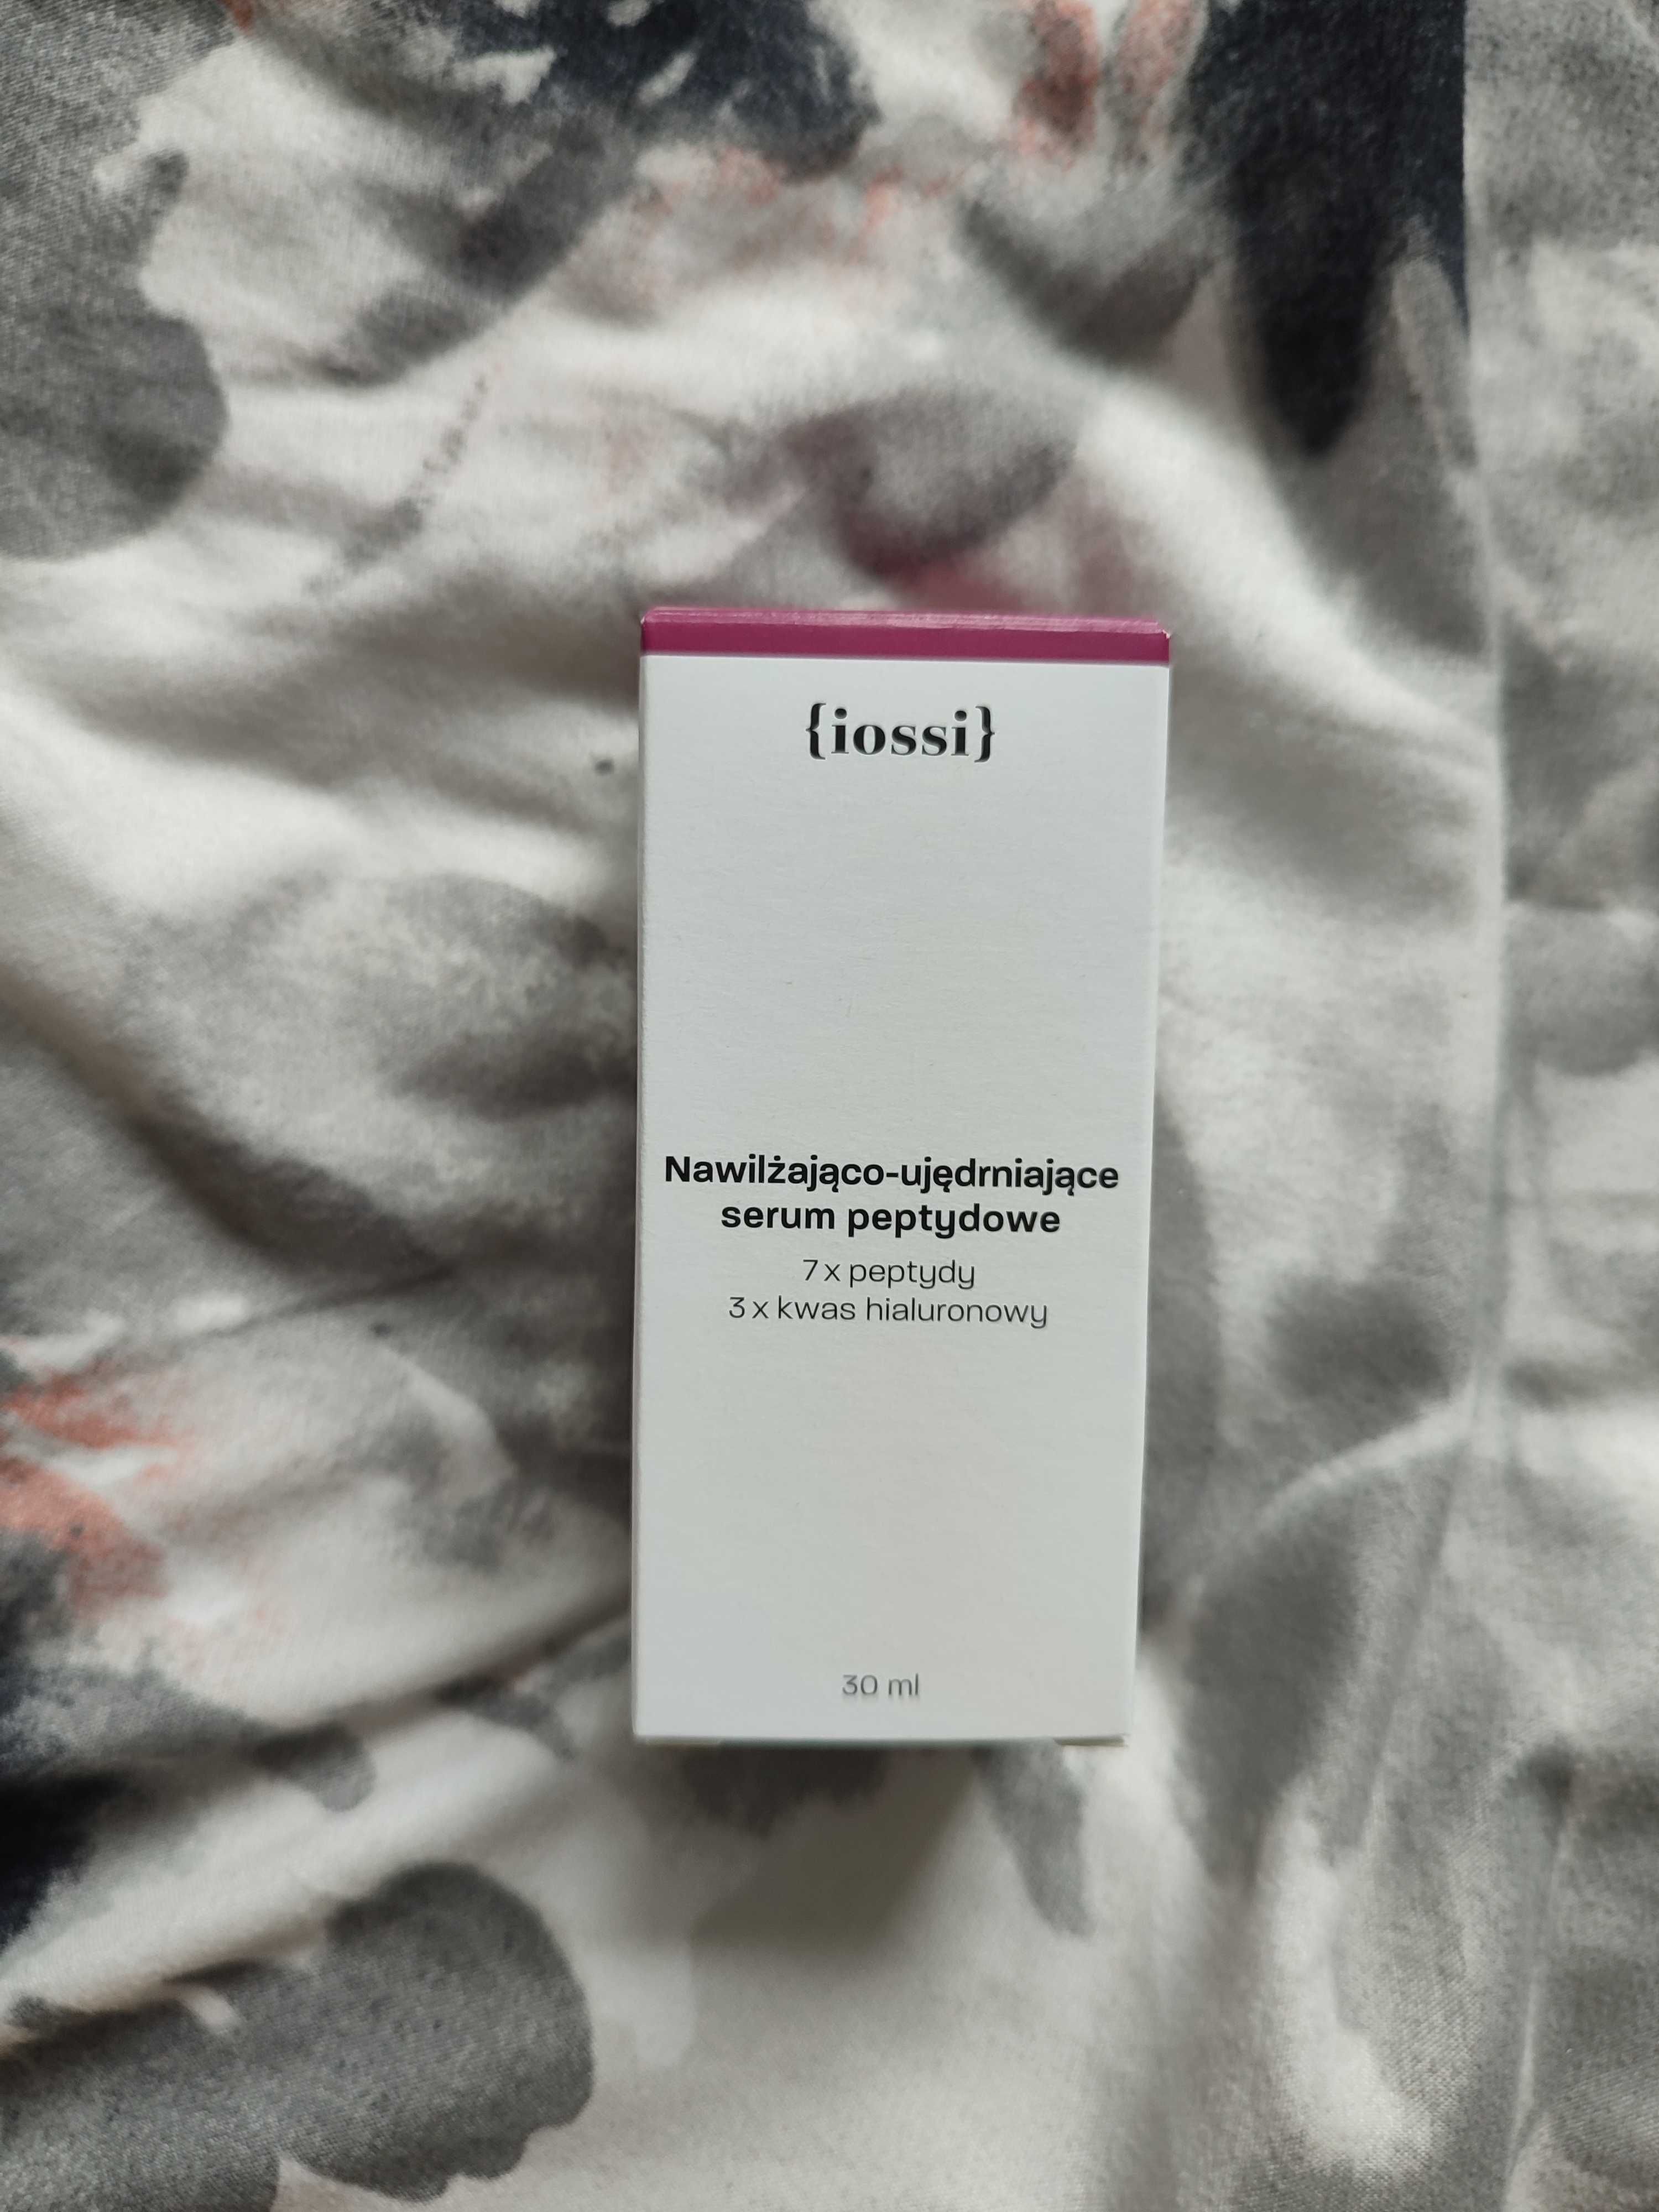 {iossi}
Nawilżająco-ujędrniające
serum peptydowe
7 x peptydy
3 x kwas hialuronowy
30 ml